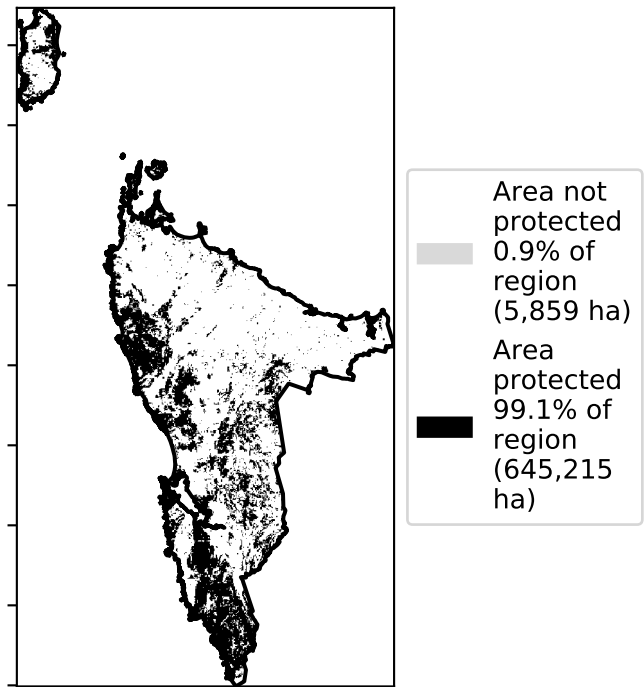 Area not
protected
0.9% of
region
(5,859 ha)
Area
protected
99.1% of
region
(645,215
ha)